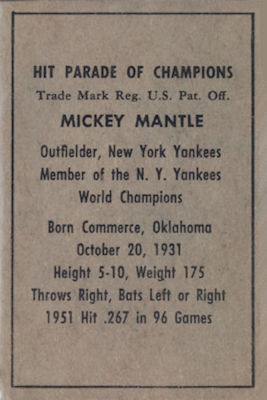 HIT PARADE OF CHAMPIONS
Trade Mark Reg. U.S. Pat. Off.
MICKEY MANTLE
Outfielder, New York Yankees
Member of the N. Y. Yankees
World Champions
Born Commerce, Oklahoma
October 20, 1931
Height 5-10, Weight 175
Throws Right, Bats Left or Right
1951 Hit .267 in 96 Games